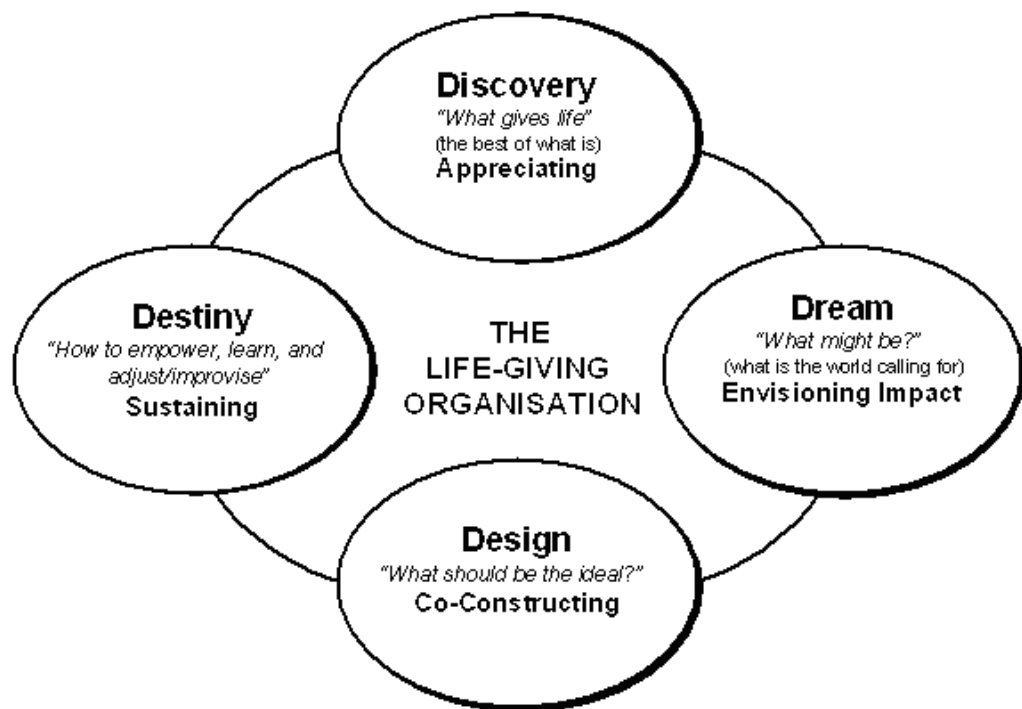 Discovery
"What gives life"
(the best of what is)
Appreciating
Destiny
"How to empower, learn, and
adjust/improvise"
Sustaining
THE
LIFE-GIVING
ORGANISATION
Dream
"What might be?"
(what is the world calling for)
Envisioning Impact
Design
"What should be the ideal?"
Co-Constructing